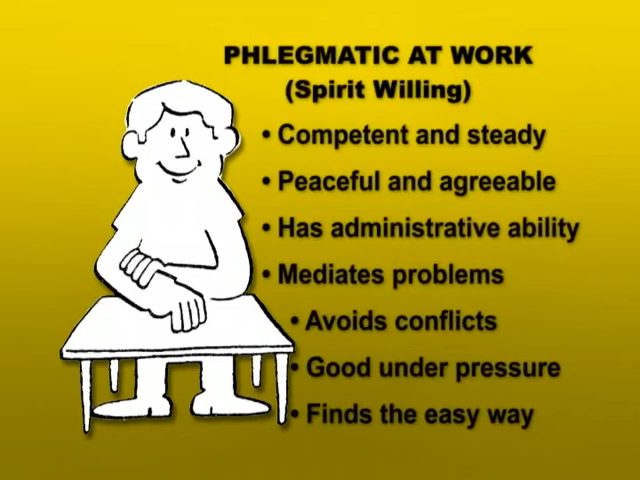 PHLEGMATIC AT WORK
(Spirit Willing)
• Competent and steady
• Peaceful and agreeable
• Has administrative ability
• Mediates problems
• Avoids conflicts
• Good under pressure
• Finds the easy way